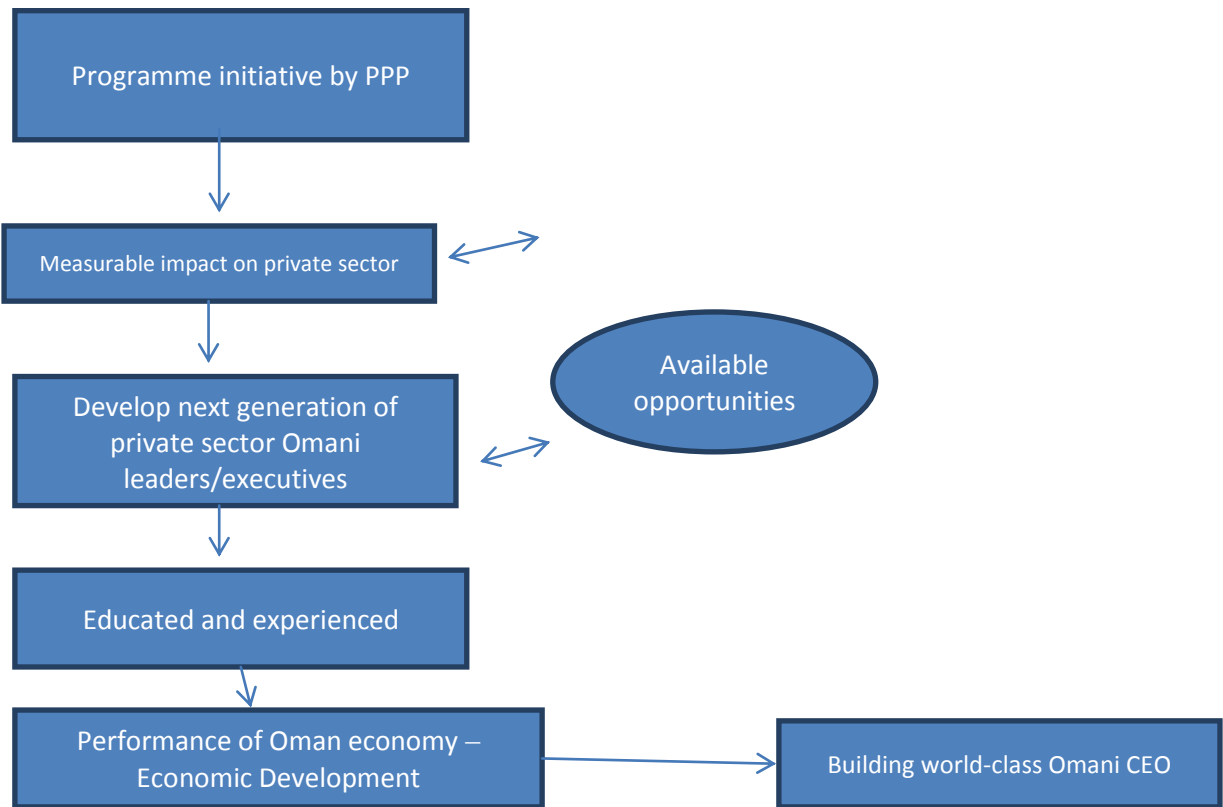 Programme initiative by PPP
Measurable impact on private sector
Available
opportunities
Develop next generation of
private sector Omani
leaders/executives
Educated and experienced
Performance of Oman economy –
Economic Development
Building world-class Omani CEO